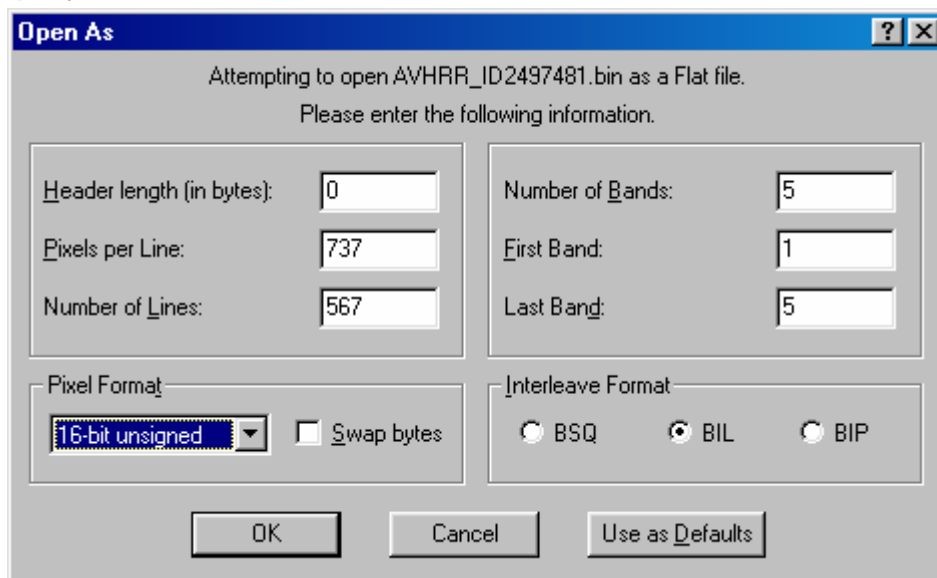 Open As
Attempting to open AVHRR_ID2497481.bin as a Flat file.
Please enter the following information.
Header length (in bytes): 0
Pixels per Line: 737
Number of Lines: 567
Number of Bands: 5
First Band: 1
Last Band: 5
Pixel Format
16-bit unsigned Swap bytes
Interleave Format
BSQ BIL BIP
OK Cancel Use as Defaults